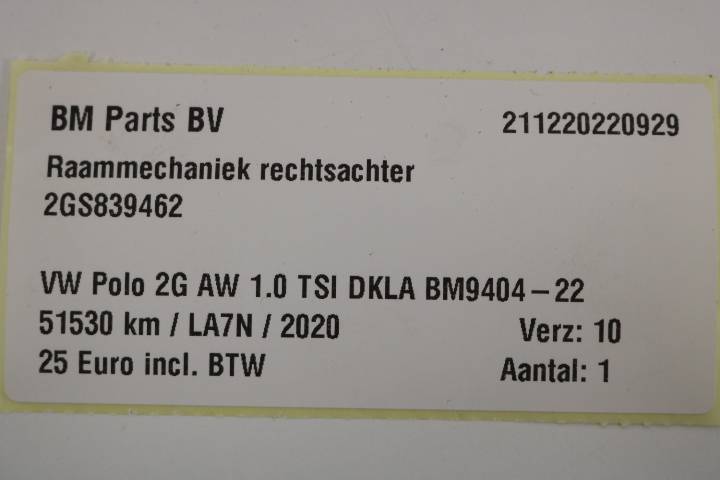 BM Parts BV 211220220929
Raammechaniek rechtsachter
2GS839462
VW Polo 2G AW 1.0 TSI DKLA BM9404-22
51530 km / LA7N / 2020 Verz: 10
25 Euro incl. BTW Aantal: 1